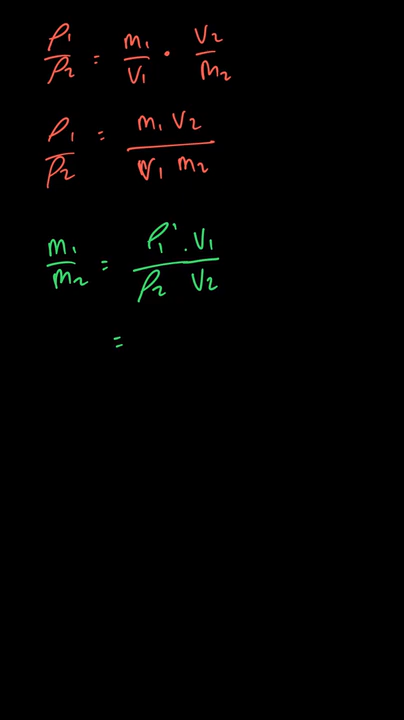 ρ₁/ρ₂ = m₁/V₁ · V₂/m₂
ρ₁/ρ₂ = m₁ V₂/V₁ m₂
m₁/m₂ = ρ₁' · V₁/ρ₂ V₂
=